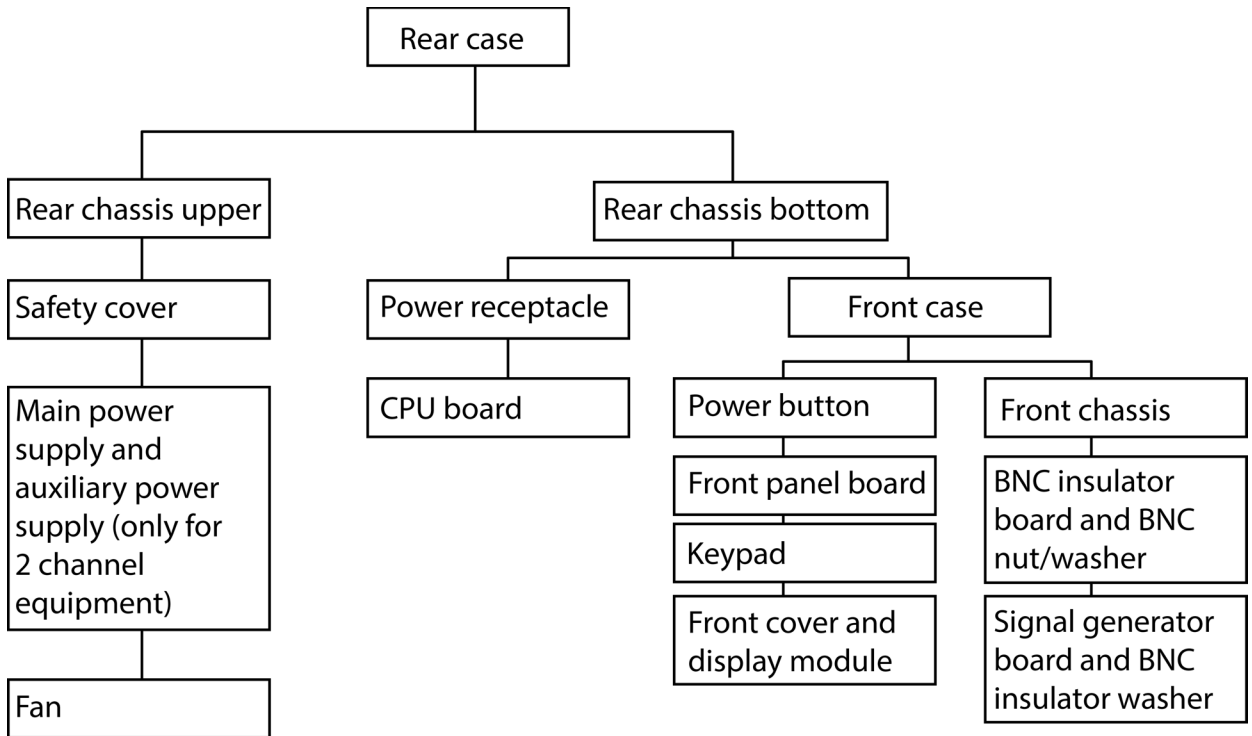 Rear case
Rear chassis upper
Rear chassis bottom
Safety cover
Power receptacle
Front case
Main power
supply and
auxiliary power
supply (only for
2 channel
equipment)
CPU board
Power button
Front chassis
Front panel board
BNC insulator
board and BNC
nut/washer
Keypad
Front cover and
display module
Signal generator
board and BNC
insulator washer
Fan